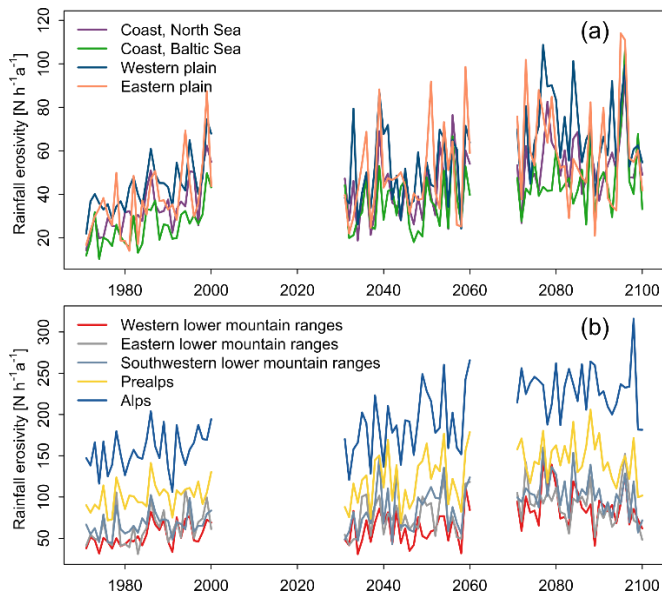 (a)
Coast, North Sea
Coast, Baltic Sea
Western plain
Eastern plain
Rainfall erosivity [N h⁻¹a⁻¹]
120
100
80
60
40
20
1980 2000 2020 2040 2060 2080 2100
(b)
Western lower mountain ranges
Eastern lower mountain ranges
Southwestern lower mountain ranges
Prealps
Alps
Rainfall erosivity [N h⁻¹a⁻¹]
300
250
200
150
100
50
1980 2000 2020 2040 2060 2080 2100